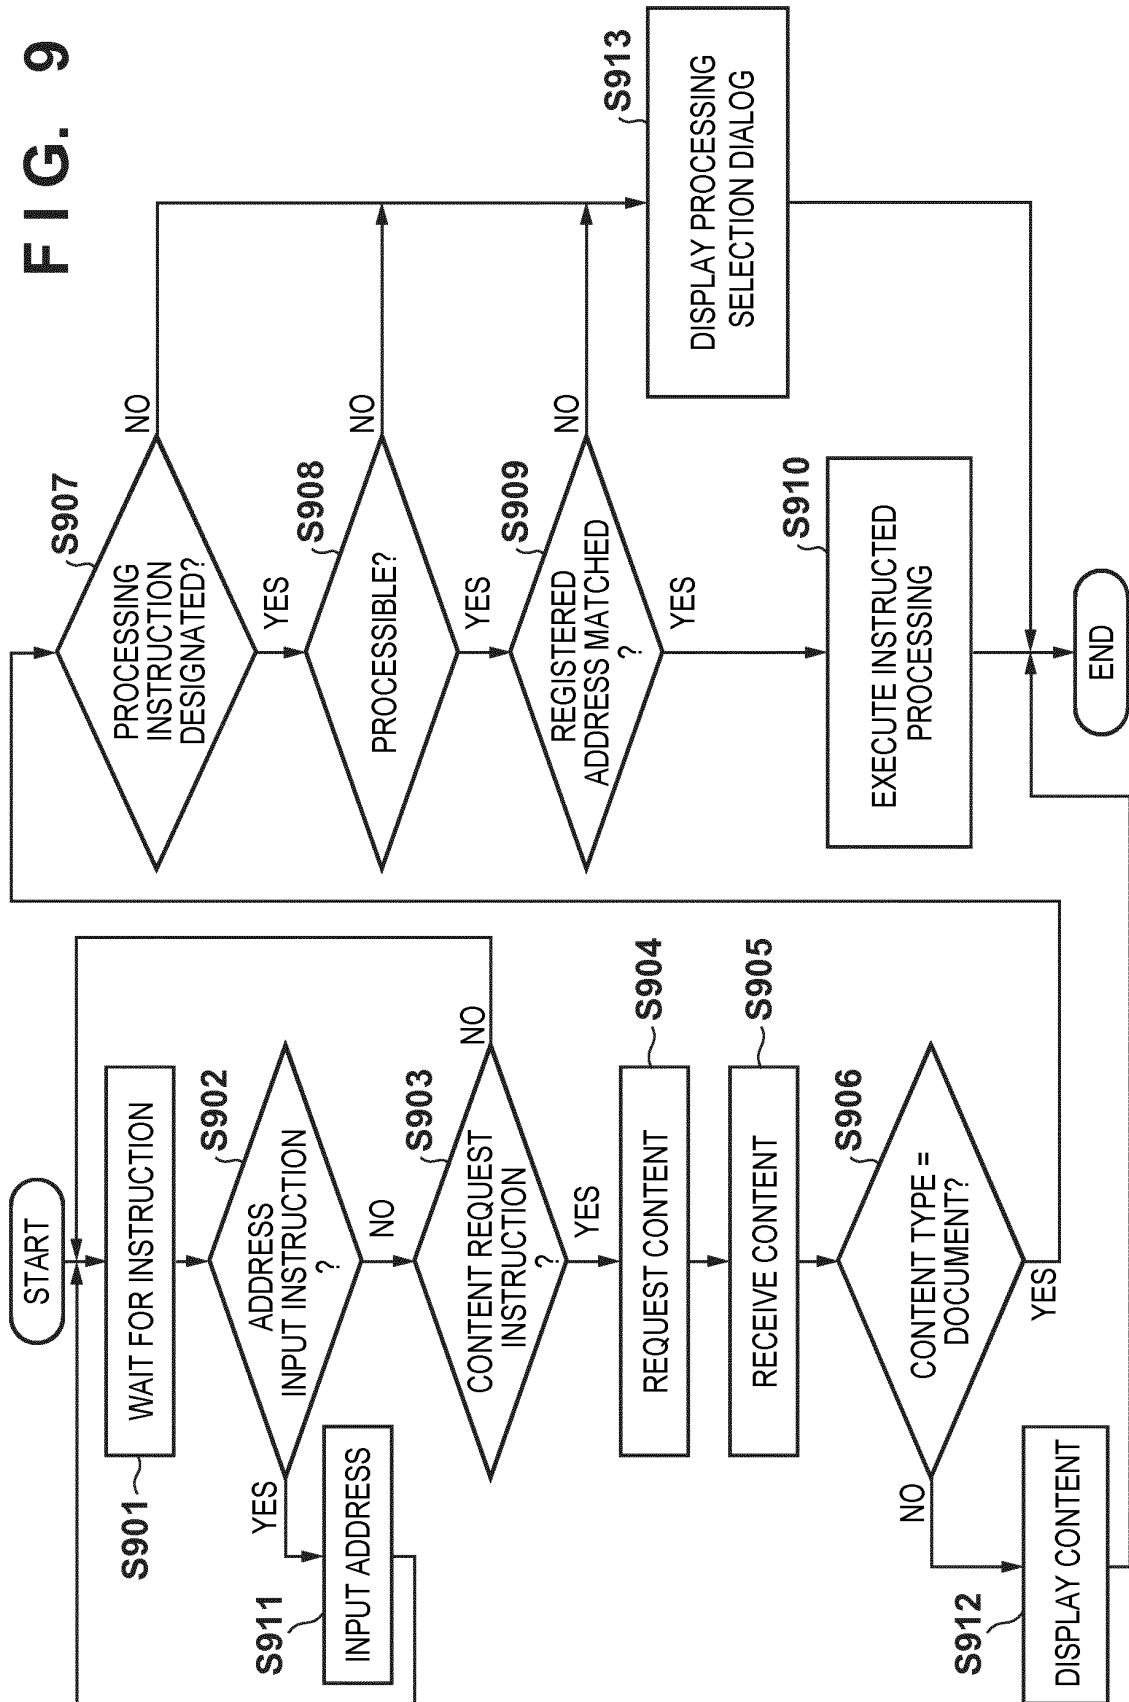 FIG. 9
START
WAIT FOR INSTRUCTION
S901
ADDRESS
INPUT INSTRUCTION
?
S902
YES
NO
INPUT ADDRESS
S911
CONTENT REQUEST
INSTRUCTION
?
S903
NO
YES
REQUEST CONTENT
S904
RECEIVE CONTENT
S905
CONTENT TYPE =
DOCUMENT?
S906
NO
YES
DISPLAY CONTENT
S912
PROCESSING
INSTRUCTION
DESIGNATED?
S907
NO
YES
PROCESSIBLE?
S908
NO
YES
REGISTERED
ADDRESS MATCHED
?
S909
NO
YES
EXECUTE INSTRUCTED
PROCESSING
S910
DISPLAY PROCESSING
SELECTION DIALOG
S913
END